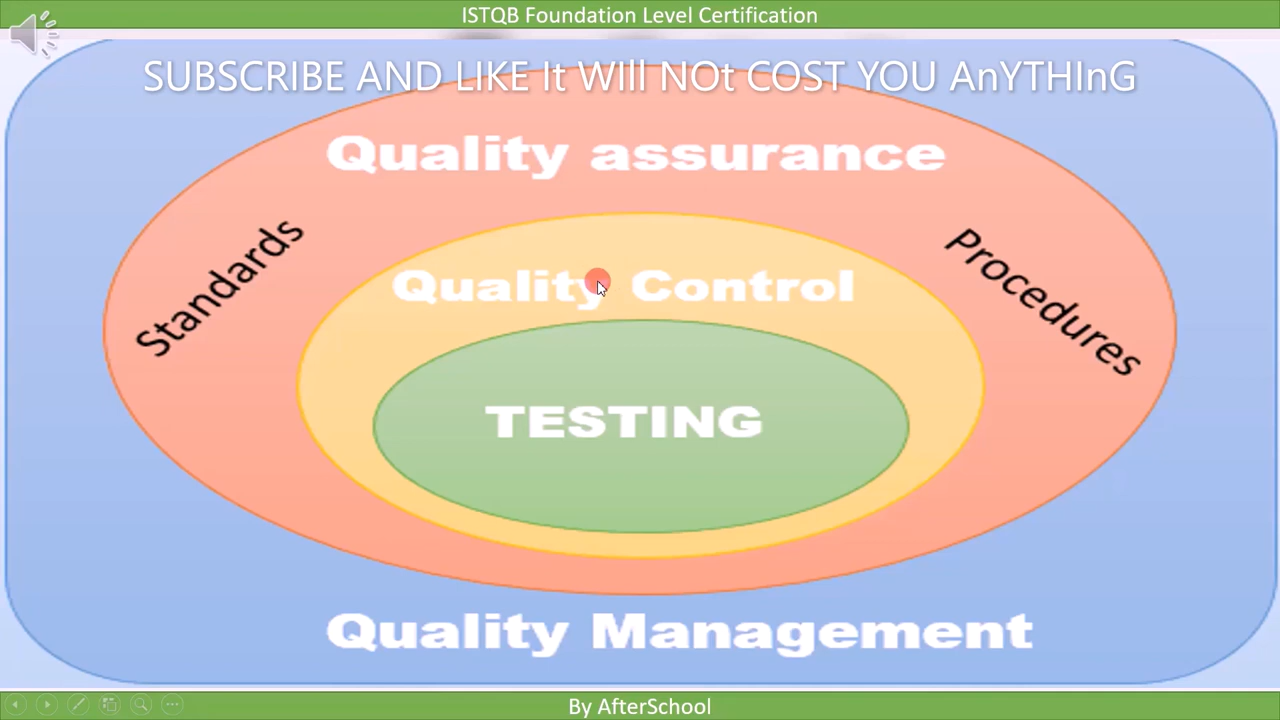 ISTQB Foundation Level Certification
SUBSCRIBE AND LIKE It WIll NOt COST YOU AnYTHInG
Quality assurance
Standards
Procedures
Quality Control
TESTING
Quality Management
By AfterSchool